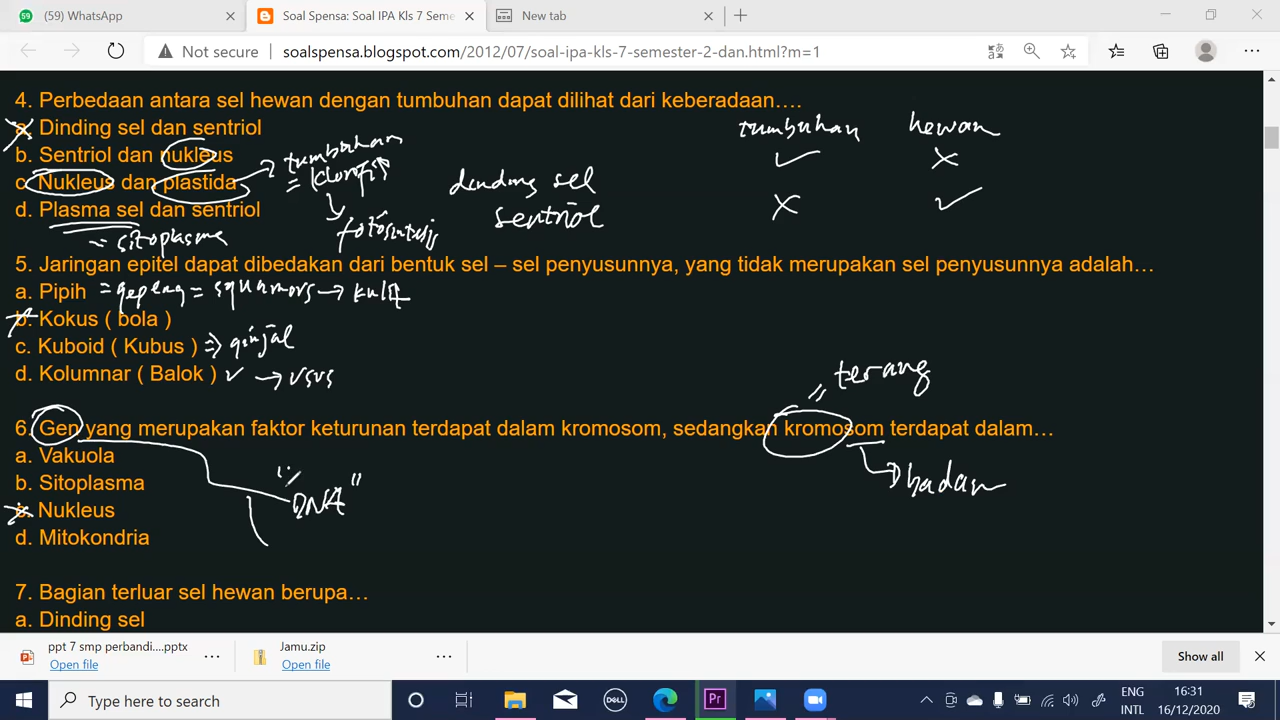 (59) WhatsApp
Soal Spensa: Soal IPA Kls 7 Seme
New tab
Not secure
soalspensa.blogspot.com/2012/07/soal-ipa-kls-7-semester-2-dan.html?m=1
4. Perbedaan antara sel hewan dengan tumbuhan dapat dilihat dari keberadaan….
tumbuhan hewan
a. Dinding sel dan sentriol
b. Sentriol dan nukleus
tumbuhan
c. Nukleus dan plastida
= klorofil
dinding sel
d. Plasma sel dan sentriol
sentriol
= sitoplasma
fotosintesis
5. Jaringan epitel dapat dibedakan dari bentuk sel – sel penyusunnya, yang tidak merupakan sel penyusunnya adalah…
a. Pipih = gepeng = squamous → kulit
b. Kokus ( bola )
c. Kuboid ( Kubus ) => ginjal
d. Kolumnar ( Balok ) ✓ → usus
" terang
6. Gen yang merupakan faktor keturunan terdapat dalam kromosom, sedangkan kromosom terdapat dalam…
a. Vakuola
b. Sitoplasma
badan
c. Nukleus
"DNA"
d. Mitokondria
7. Bagian terluar sel hewan berupa…
a. Dinding sel
ppt 7 smp perbandi....pptx
Open file
Jamu.zip
Open file
Show all
Type here to search
DELL
Pr
ENG
INTL
16:31
16/12/2020